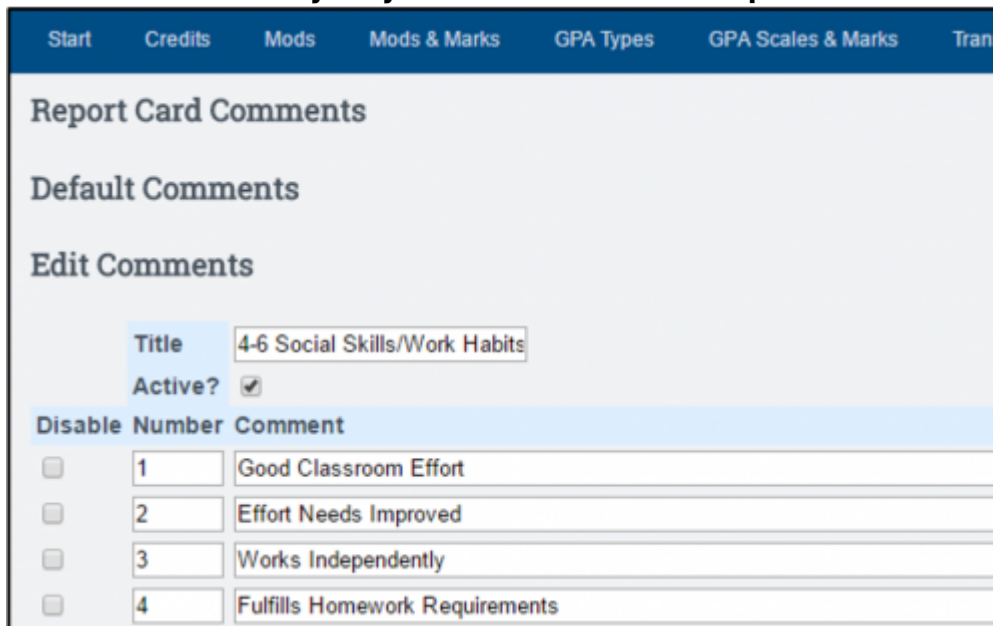 Start Credits Mods Mods & Marks GPA Types GPA Scales & Marks Tran
Report Card Comments
Default Comments
Edit Comments
Title 4-6 Social Skills/Work Habits
Active?
Disable Number Comment
1 Good Classroom Effort
2 Effort Needs Improved
3 Works Independently
4 Fulfills Homework Requirements